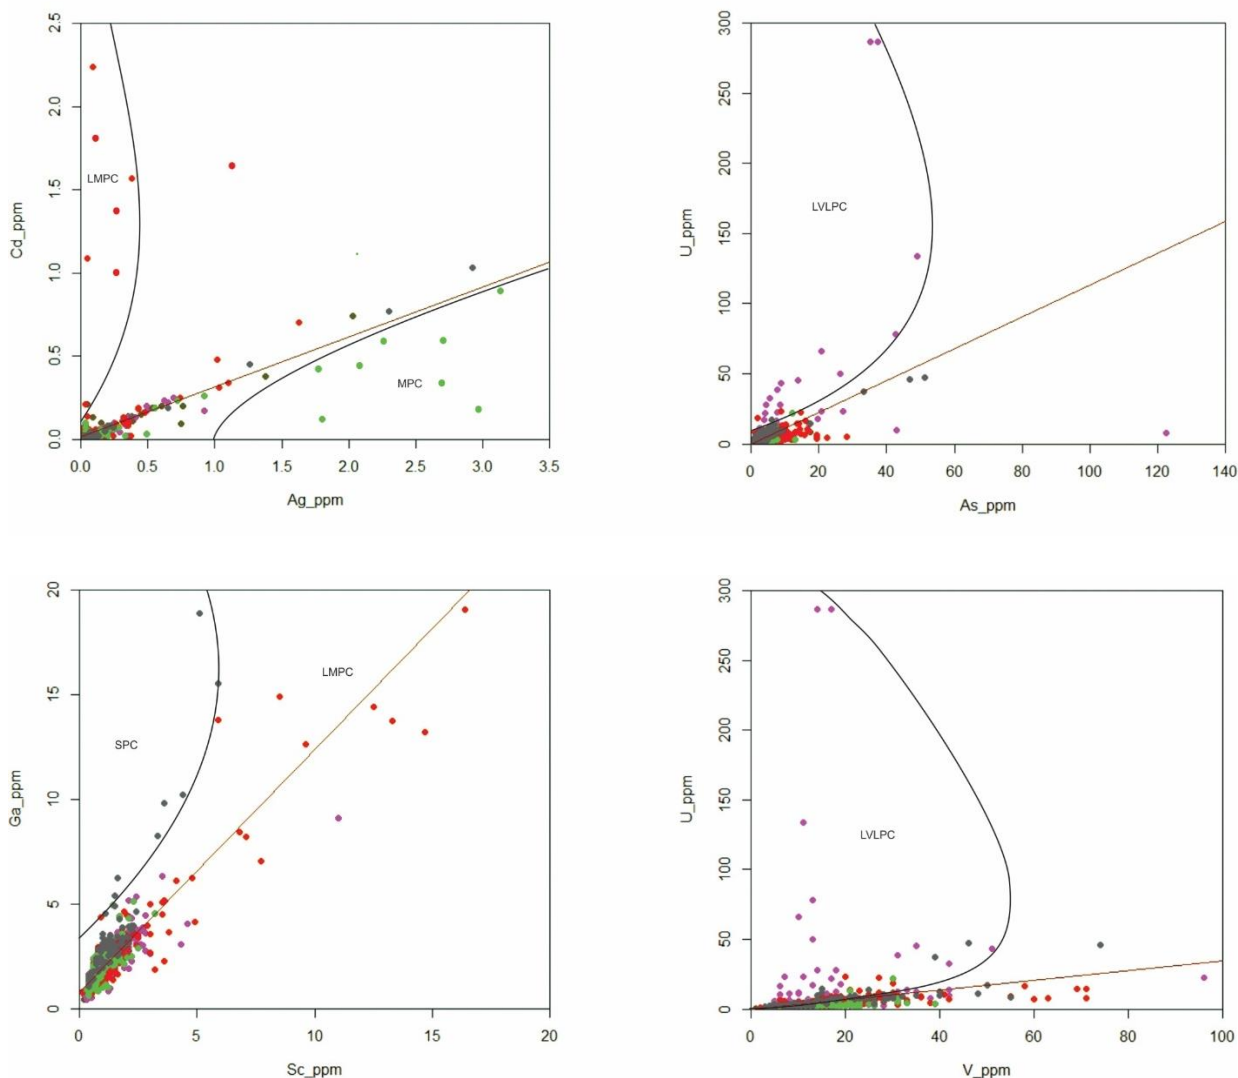 2.5
2.0
1.5
1.0
0.5
0.0
Cd_ppm
LMPC
MPC
0.0 0.5 1.0 1.5 2.0 2.5 3.0 3.5
Ag_ppm
300
250
200
150
100
50
0
U_ppm
LVLPC
0 20 40 60 80 100 120 140
As_ppm
20
15
10
5
0
Ga_ppm
LMPC
SPC
0 5 10 15 20
Sc_ppm
300
250
200
150
100
50
0
U_ppm
LVLPC
0 20 40 60 80 100
V_ppm